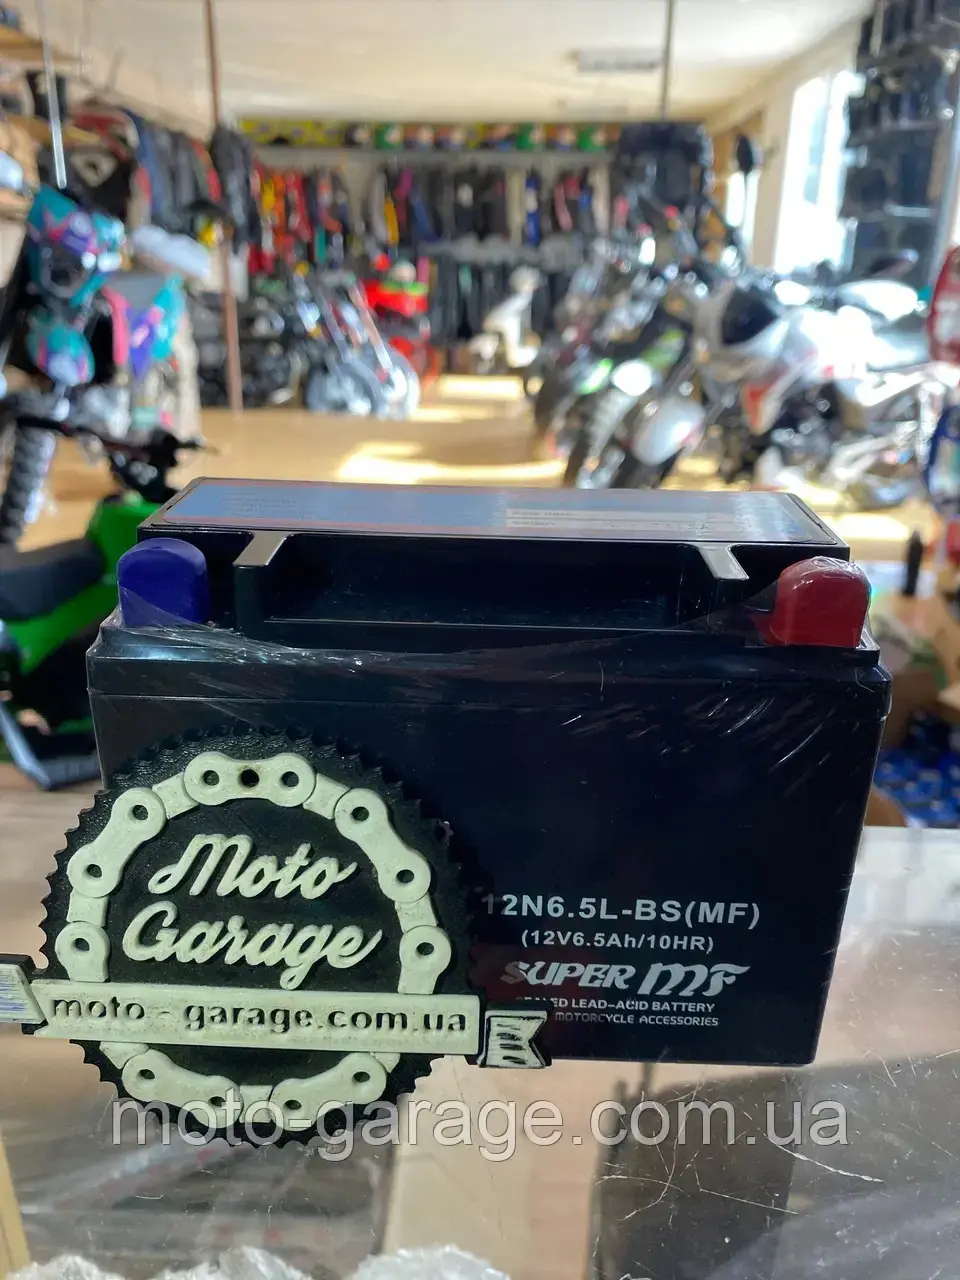 Moto
Garage
moto - garage.com.ua
12N6.5L-BS(MF)
(12V6.5Ah/10HR)
SUPER MF
SEALED LEAD-ACID BATTERY
MOTORCYCLE ACCESSORIES
moto-garage.com.ua